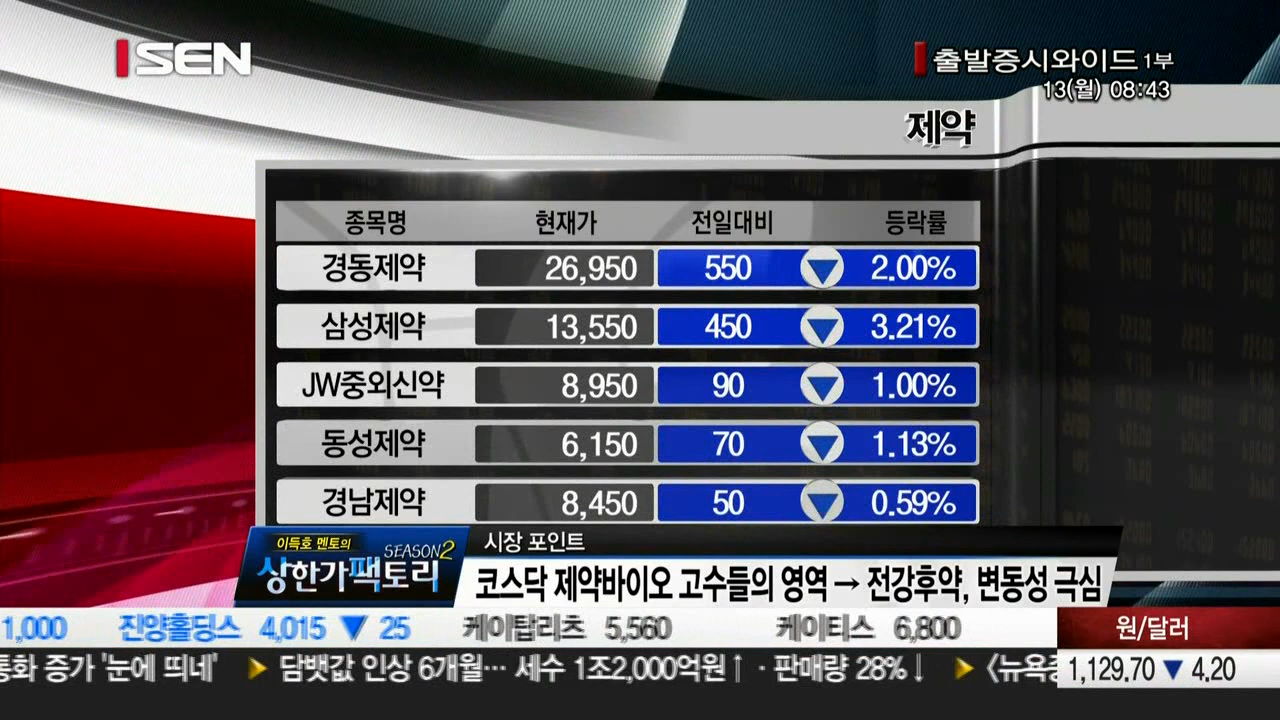 SEN
출발증시와이드 1부
13(월) 08:43
제약
종목명 현재가 전일대비 등락률
경동제약 26,950 550 ▼ 2.00%
삼성제약 13,550 450 ▼ 3.21%
JW중외신약 8,950 90 ▼ 1.00%
동성제약 6,150 70 ▼ 1.13%
경남제약 8,450 50 ▼ 0.59%
이득호 멘토의
SEASON2
상한가팩토리
시장 포인트
코스닥 제약바이오 고수들의 영역 → 전강후약, 변동성 극심
1,000 진양홀딩스 4,015 ▼ 25 케이탑리츠 5,560 케이티스 6,800
원/달러
통화 증가 '눈에 띄네' ▶ 담뱃값 인상 6개월… 세수 1조2,000억원↑ · 판매량 28%↓ ▶ 〈뉴욕증
1,129.70 ▼ 4.20